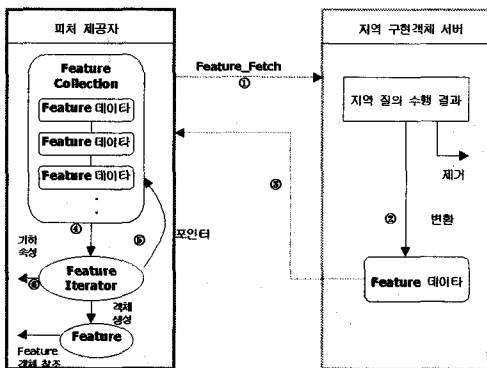 피처 제공자
Feature
Collection
Feature 데이타
Feature 데이타
Feature 데이타
④
⑤
포인터
기하
속성
⑥
Feature
Iterator
객체
생성
Feature
Feature
객체 참조
Feature_Fetch
①
③
지역 구현객체 서버
지역 질의 수행 결과
제거
②
변환
Feature 데이타